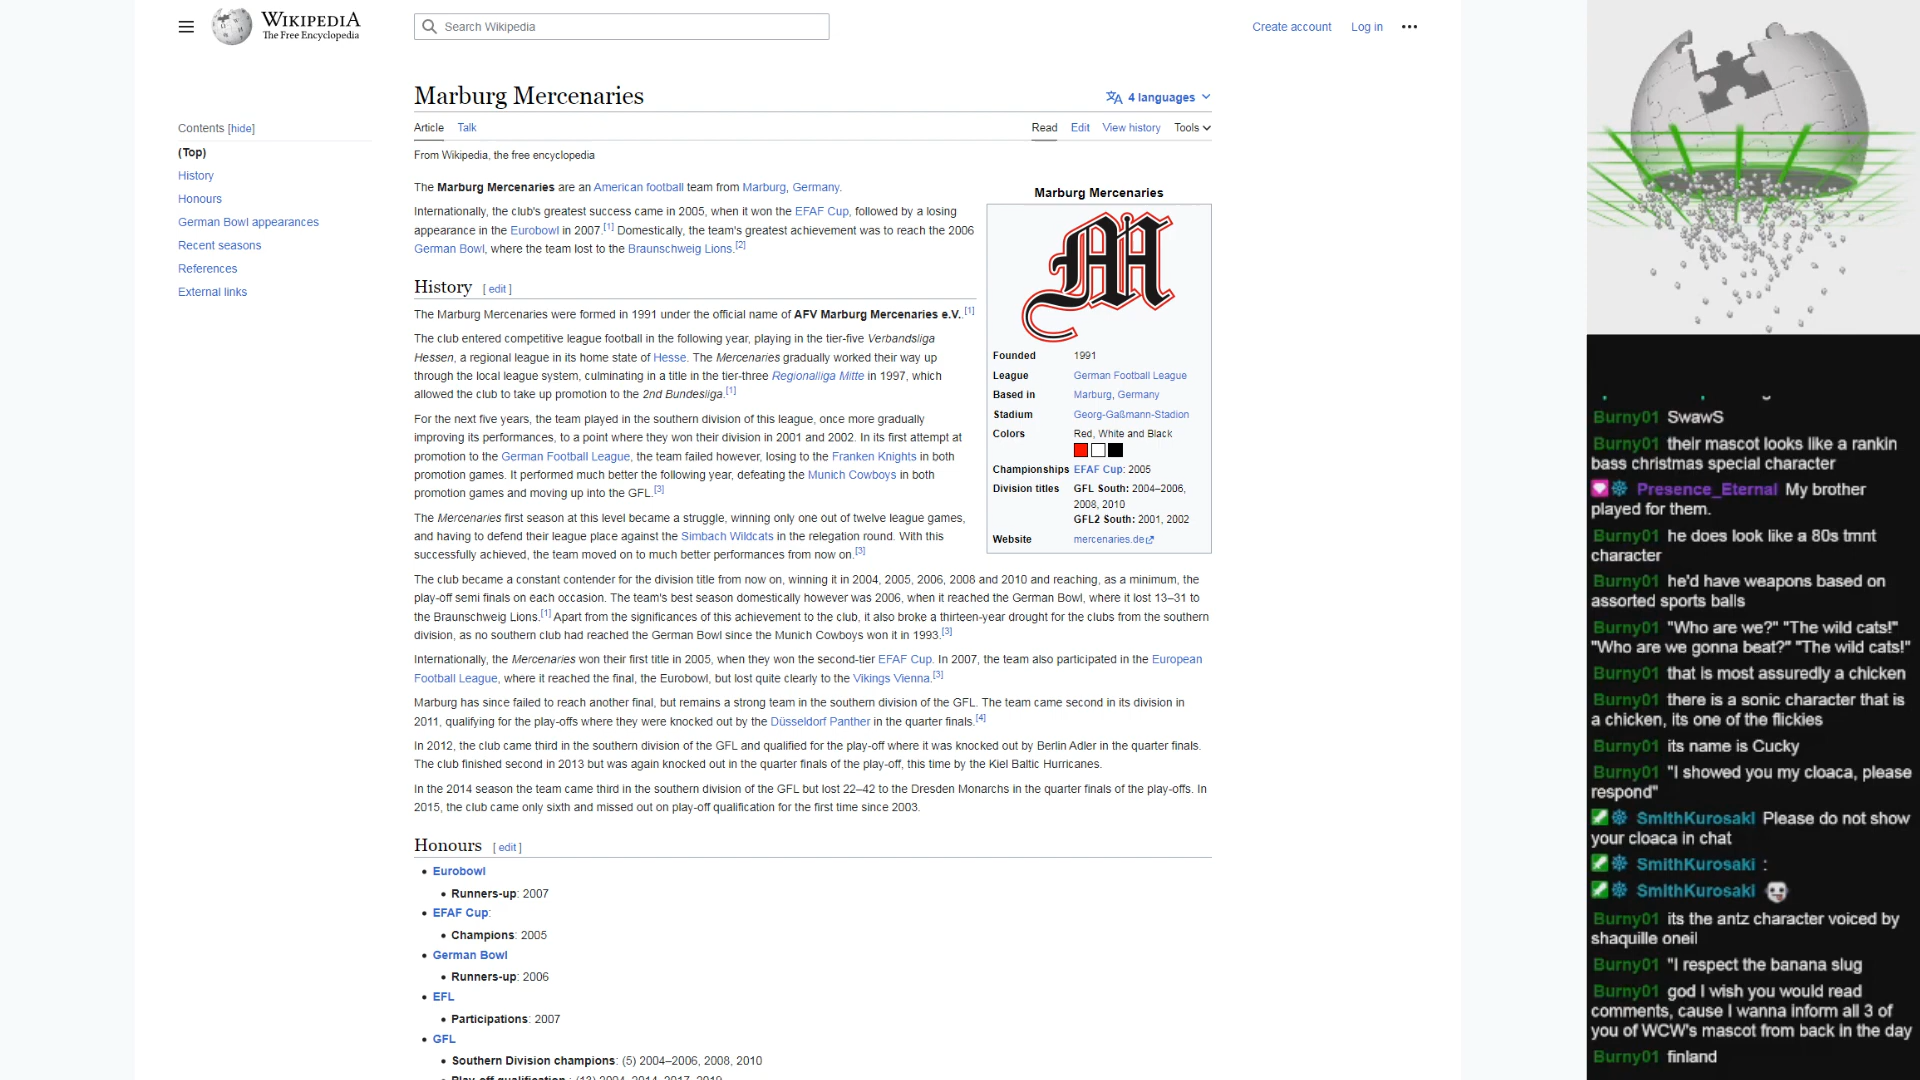 WIKIPEDIA
The Free Encyclopedia
Search Wikipedia
Create account
Log in
Contents [hide]
(Top)
History
Honours
German Bowl appearances
Recent seasons
References
External links
Marburg Mercenaries
4 languages
Article Talk
Read Edit View history Tools
From Wikipedia, the free encyclopedia
The Marburg Mercenaries are an American football team from Marburg, Germany.
Internationally, the club's greatest success came in 2005, when it won the EFAF Cup, followed by a losing
appearance in the Eurobowl in 2007.[1] Domestically, the team's greatest achievement was to reach the 2006
German Bowl, where the team lost to the Braunschweig Lions.[2]
History [ edit ]
The Marburg Mercenaries were formed in 1991 under the official name of AFV Marburg Mercenaries e.V..[1]
The club entered competitive league football in the following year, playing in the tier-five Verbandsliga
Hessen, a regional league in its home state of Hesse. The Mercenaries gradually worked their way up
through the local league system, culminating in a title in the tier-three Regionalliga Mitte in 1997, which
allowed the club to take up promotion to the 2nd Bundesliga.[1]
For the next five years, the team played in the southern division of this league, once more gradually
improving its performances, to a point where they won their division in 2001 and 2002. In its first attempt at
promotion to the German Football League, the team failed however, losing to the Franken Knights in both
promotion games. It performed much better the following year, defeating the Munich Cowboys in both
promotion games and moving up into the GFL.[3]
The Mercenaries first season at this level became a struggle, winning only one out of twelve league games,
and having to defend their league place against the Simbach Wildcats in the relegation round. With this
successfully achieved, the team moved on to much better performances from now on.[3]
The club became a constant contender for the division title from now on, winning it in 2004, 2005, 2006, 2008 and 2010 and reaching, as a minimum, the
play-off semi finals on each occasion. The team's best season domestically however was 2006, when it reached the German Bowl, where it lost 13–31 to
the Braunschweig Lions.[1] Apart from the significances of this achievement to the club, it also broke a thirteen-year drought for the clubs from the southern
division, as no southern club had reached the German Bowl since the Munich Cowboys won it in 1993.[3]
Internationally, the Mercenaries won their first title in 2005, when they won the second-tier EFAF Cup. In 2007, the team also participated in the European
Football League, where it reached the final, the Eurobowl, but lost quite clearly to the Vikings Vienna.[3]
Marburg has since failed to reach another final, but remains a strong team in the southern division of the GFL. The team came second in its division in
2011, qualifying for the play-offs where they were knocked out by the Düsseldorf Panther in the quarter finals.[4]
In 2012, the club came third in the southern division of the GFL and qualified for the play-off where it was knocked out by Berlin Adler in the quarter finals.
The club finished second in 2013 but was again knocked out in the quarter finals of the play-off, this time by the Kiel Baltic Hurricanes.
In the 2014 season the team came third in the southern division of the GFL but lost 22–42 to the Dresden Monarchs in the quarter finals of the play-offs. In
2015, the club came only sixth and missed out on play-off qualification for the first time since 2003.
Honours [ edit ]
Eurobowl
Runners-up: 2007
EFAF Cup:
Champions: 2005
German Bowl
Runners-up: 2006
EFL
Participations: 2007
GFL
Southern Division champions: (5) 2004–2006, 2008, 2010
Marburg Mercenaries
M
Founded 1991
League German Football League
Based in Marburg, Germany
Stadium Georg-Gaßmann-Stadion
Colors Red, White and Black
Championships EFAF Cup: 2005
Division titles GFL South: 2004–2006,
2008, 2010
GFL2 South: 2001, 2002
Website mercenaries.de
Burny01 SwawS
Burny01 their mascot looks like a rankin
bass christmas special character
Presence_Eternal My brother
played for them.
Burny01 he does look like a 80s tmnt
character
Burny01 he'd have weapons based on
assorted sports balls
Burny01 "Who are we?" "The wild cats!"
"Who are we gonna beat?" "The wild cats!"
Burny01 that is most assuredly a chicken
Burny01 there is a sonic character that is
a chicken, its one of the flickies
Burny01 its name is Cucky
Burny01 "I showed you my cloaca, please
respond"
SmithKurosaki Please do not show
your cloaca in chat
SmithKurosaki :
SmithKurosaki
Burny01 its the antz character voiced by
shaquille oneil
Burny01 "I respect the banana slug
Burny01 god I wish you would read
comments, cause I wanna inform all 3 of
you of WCW's mascot from back in the day
Burny01 finland